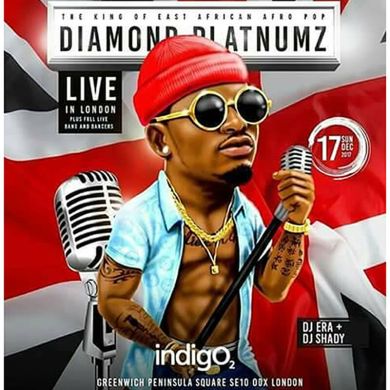 THE KING OF EAST AFRICAN AFRO POP
DIAMOND PLATNUMZ
LIVE
IN LONDON
PLUS FULL LIVE
BAND AND DANCERS
17 SUN
DEC
2017
DJ ERA +
DJ SHADY
indigO2
GREENWICH PENINSULA SQUARE SE10 0DX LONDON